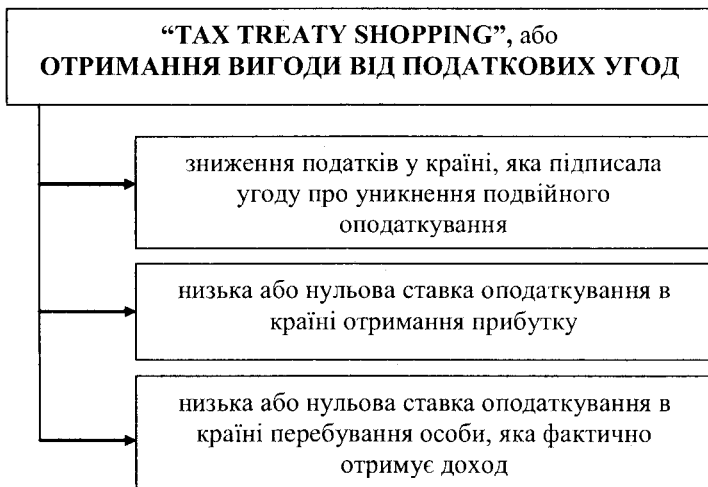 “TAX TREATY SHOPPING”, або
ОТРИМАННЯ ВИГОДИ ВІД ПОДАТКОВИХ УГОД
зниження податків у країні, яка підписала
угоду про уникнення подвійного
оподаткування
низька або нульова ставка оподаткування в
країні отримання прибутку
низька або нульова ставка оподаткування в
країні перебування особи, яка фактично
отримує доход